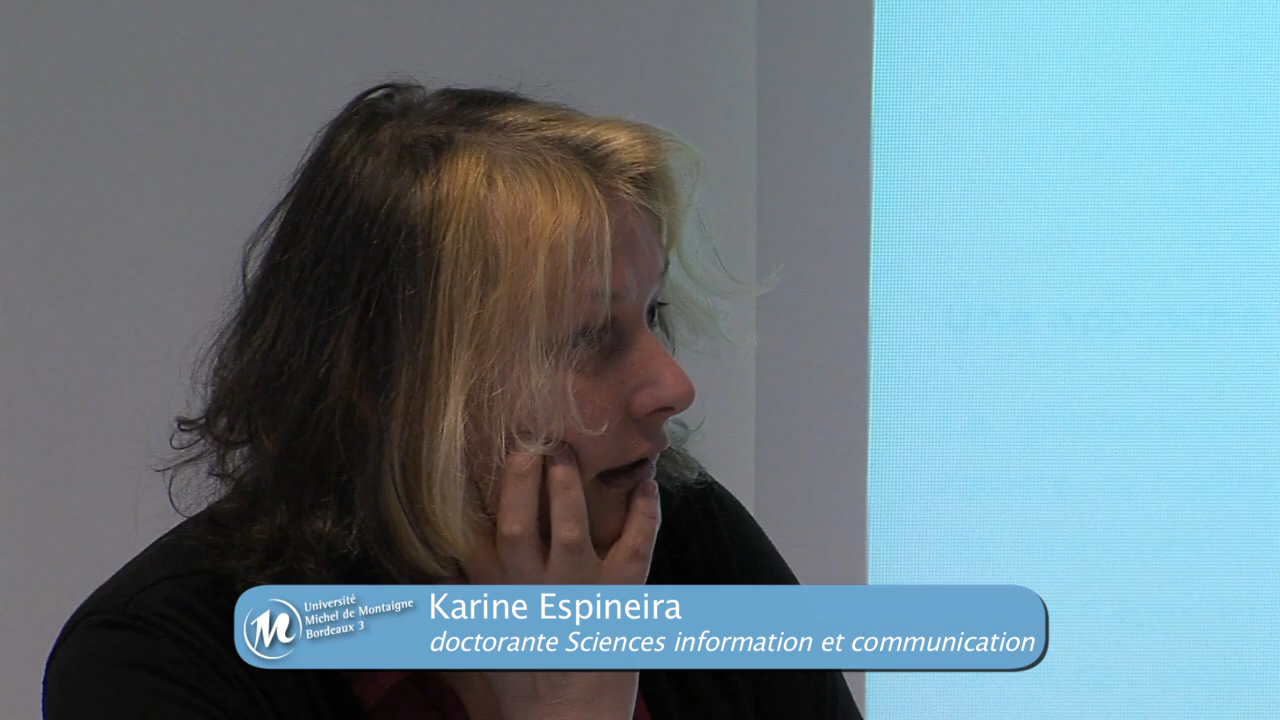 Université
Michel de Montaigne
Bordeaux 3
Karine Espineira
doctorante Sciences information et communication